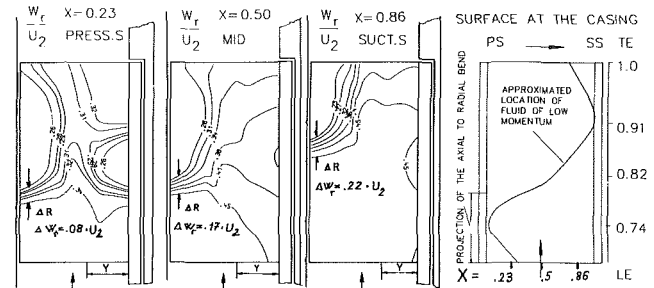 Wr/U2 X=0.23 PRESS.S
Wr/U2 X=0.50 MID
Wr/U2 X=0.86 SUCT.S
SURFACE AT THE CASING
PS SS TE
1.0
APPROXIMATED
LOCATION OF
FLUID OF LOW
MOMENTUM
0.91
0.82
0.74
PROJECTION OF THE AXIAL TO RADIAL BEND
X= .23 .5 .86 LE
ΔR
ΔWr=.08·U2
Y
ΔR
ΔWr=.17·U2
Y
ΔR
ΔWr=.22·U2
Y
.32
.45